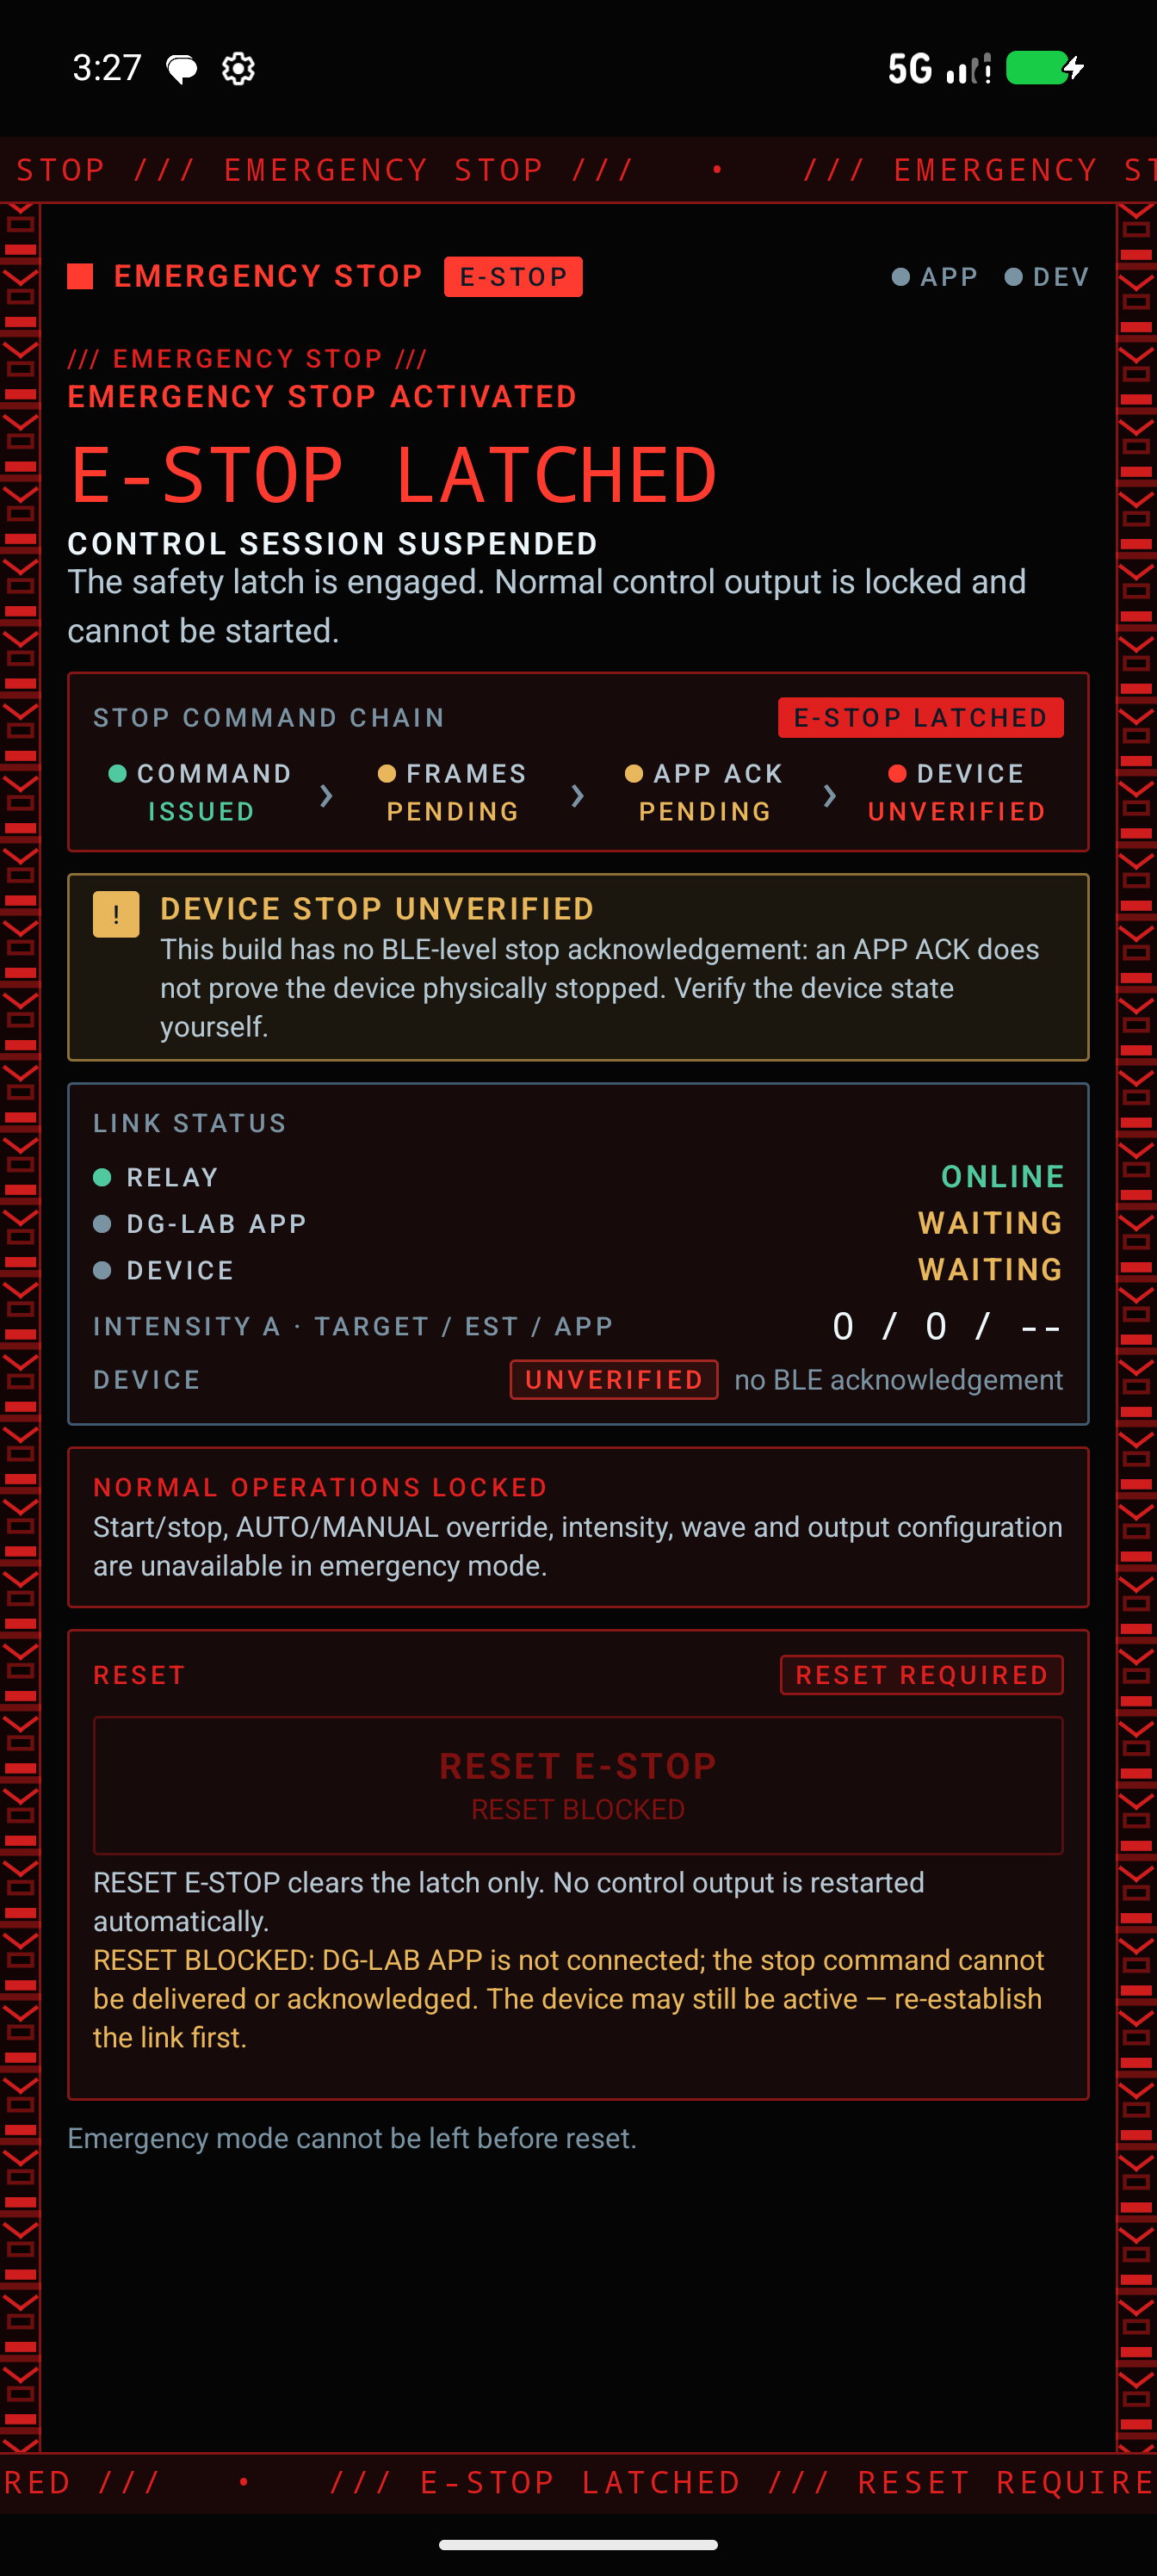 3:27
5G
STOP /// EMERGENCY STOP /// • /// EMERGENCY ST
EMERGENCY STOP E-STOP APP DEV
/// EMERGENCY STOP ///
EMERGENCY STOP ACTIVATED
E-STOP LATCHED
CONTROL SESSION SUSPENDED
The safety latch is engaged. Normal control output is locked and
cannot be started.
STOP COMMAND CHAIN E-STOP LATCHED
COMMAND › FRAMES › APP ACK › DEVICE
ISSUED PENDING PENDING UNVERIFIED
! DEVICE STOP UNVERIFIED
This build has no BLE-level stop acknowledgement: an APP ACK does
not prove the device physically stopped. Verify the device state
yourself.
LINK STATUS
RELAY ONLINE
DG-LAB APP WAITING
DEVICE WAITING
INTENSITY A · TARGET / EST / APP 0 / 0 / --
DEVICE UNVERIFIED no BLE acknowledgement
NORMAL OPERATIONS LOCKED
Start/stop, AUTO/MANUAL override, intensity, wave and output configuration
are unavailable in emergency mode.
RESET RESET REQUIRED
RESET E-STOP
RESET BLOCKED
RESET E-STOP clears the latch only. No control output is restarted
automatically.
RESET BLOCKED: DG-LAB APP is not connected; the stop command cannot
be delivered or acknowledged. The device may still be active — re-establish
the link first.
Emergency mode cannot be left before reset.
RED /// • /// E-STOP LATCHED /// RESET REQUIRE